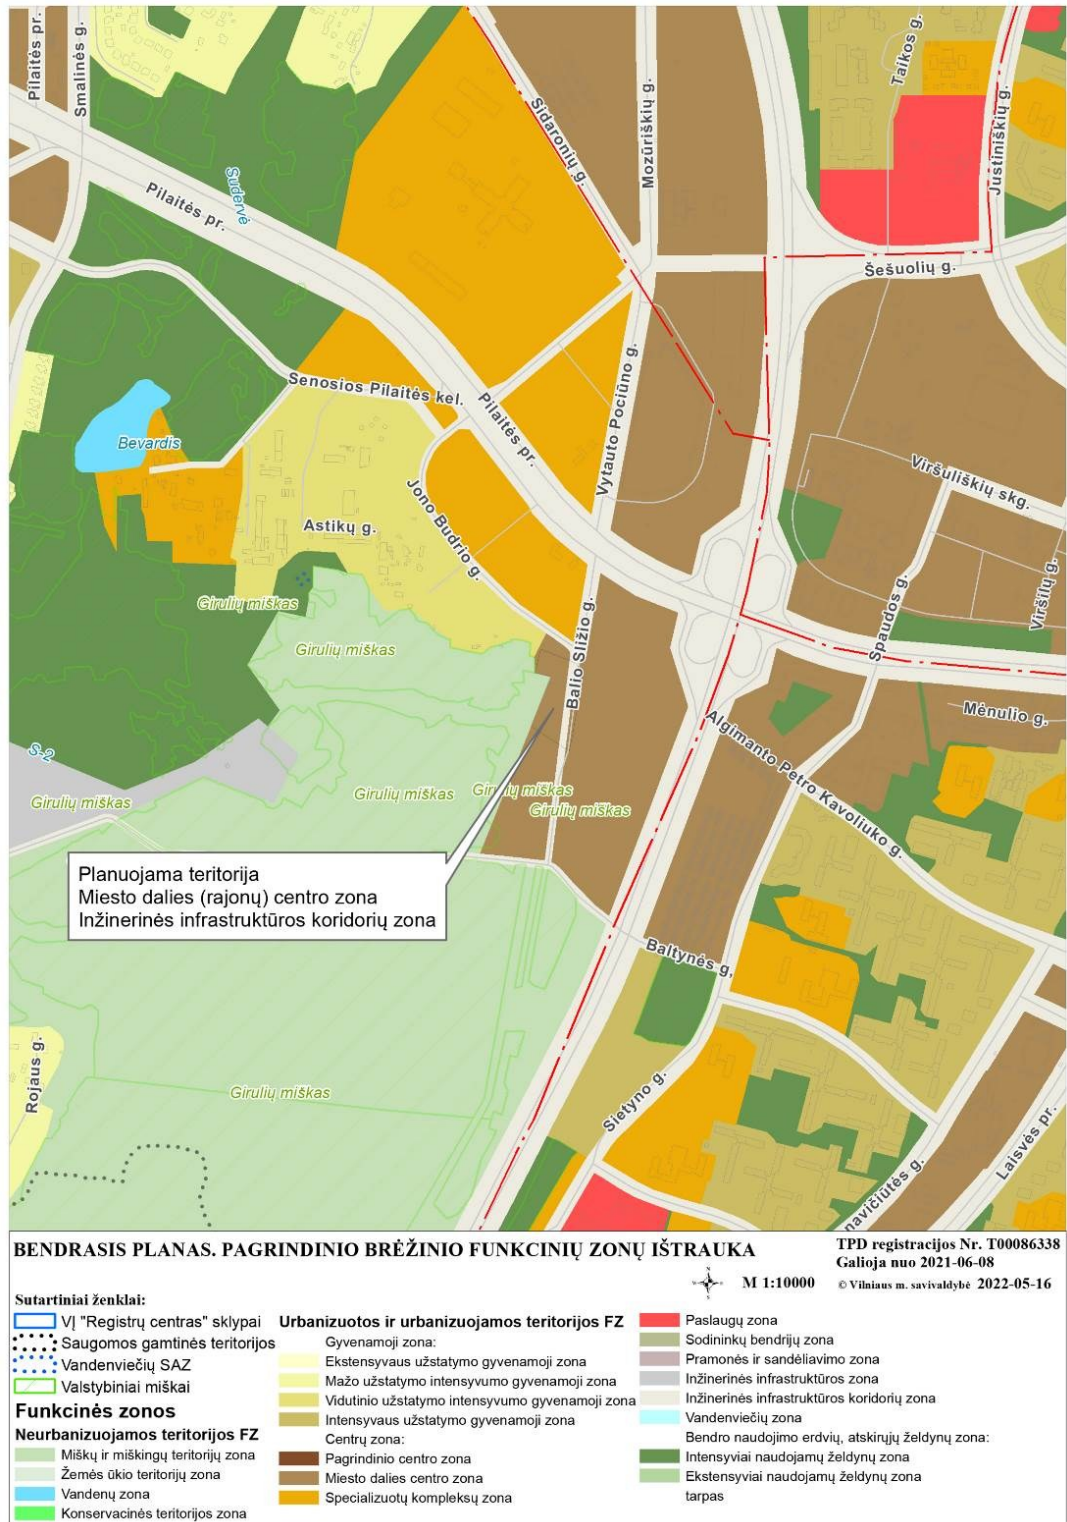 Pilaitės pr.
Smalinės g.
Sidaronių g.
Mozūriškių g.
Taikos g.
Justiniškių g.
Sudervė
Pilaitės pr.
Šešuolių g.
Senosios Pilaitės kel.
Pilaitės pr.
Vytauto Pociūno g.
Bevardis
Viršuliškių skg.
Jono Budrio g.
Astikų g.
Girulių miškas
Balio Sližio g.
Spaudos g.
Viršilų g.
Girulių miškas
Mėnulio g.
Algimanto Petro Kavoliuko g.
S-2
Girulių miškas
Girulių miškas
Girulių miškas
Girulių miškas
Planuojama teritorija
Miesto dalies (rajonų) centro zona
Inžinerinės infrastruktūros koridorių zona
Baltynės g,
Rojaus g.
Girulių miškas
Sietyno g.
navičiūtės g.
Laisvės pr.
BENDRASIS PLANAS. PAGRINDINIO BRĖŽINIO FUNKCINIŲ ZONŲ IŠTRAUKA
TPD registracijos Nr. T00086338
Galioja nuo 2021-06-08
M 1:10000
© Vilniaus m. savivaldybė 2022-05-16
Sutartiniai ženklai:
VĮ "Registrų centras" sklypai
Saugomos gamtinės teritorijos
Vandenviečių SAZ
Valstybiniai miškai
Funkcinės zonos
Neurbanizuojamos teritorijos FZ
Miškų ir miškingų teritorijų zona
Žemės ūkio teritorijų zona
Vandenų zona
Konservacinės teritorijos zona
Urbanizuotos ir urbanizuojamos teritorijos FZ
Gyvenamoji zona:
Ekstensyvaus užstatymo gyvenamoji zona
Mažo užstatymo intensyvumo gyvenamoji zona
Vidutinio užstatymo intensyvumo gyvenamoji zona
Intensyvaus užstatymo gyvenamoji zona
Centrų zona:
Pagrindinio centro zona
Miesto dalies centro zona
Specializuotų kompleksų zona
Paslaugų zona
Sodininkų bendrijų zona
Pramonės ir sandėliavimo zona
Inžinerinės infrastruktūros zona
Inžinerinės infrastruktūros koridorių zona
Vandenviečių zona
Bendro naudojimo erdvių, atskirųjų želdynų zona:
Intensyviai naudojamų želdynų zona
Ekstensyviai naudojamų želdynų zona
tarpas